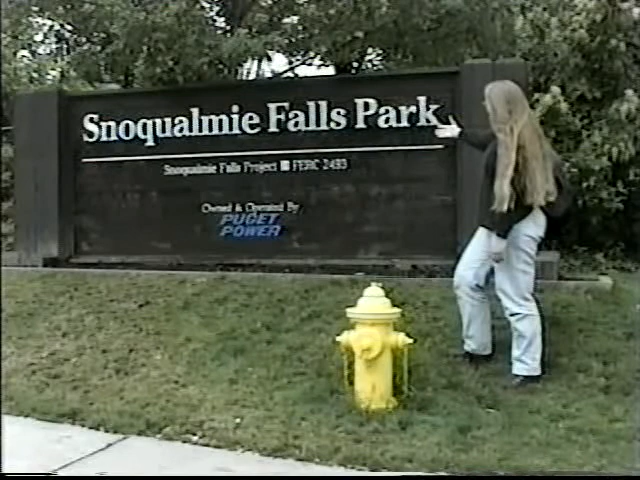 Snoqualmie Falls Park
Snoqualmie Falls Project ■ FERC 2493
Owned & Operated By
PUGET
POWER